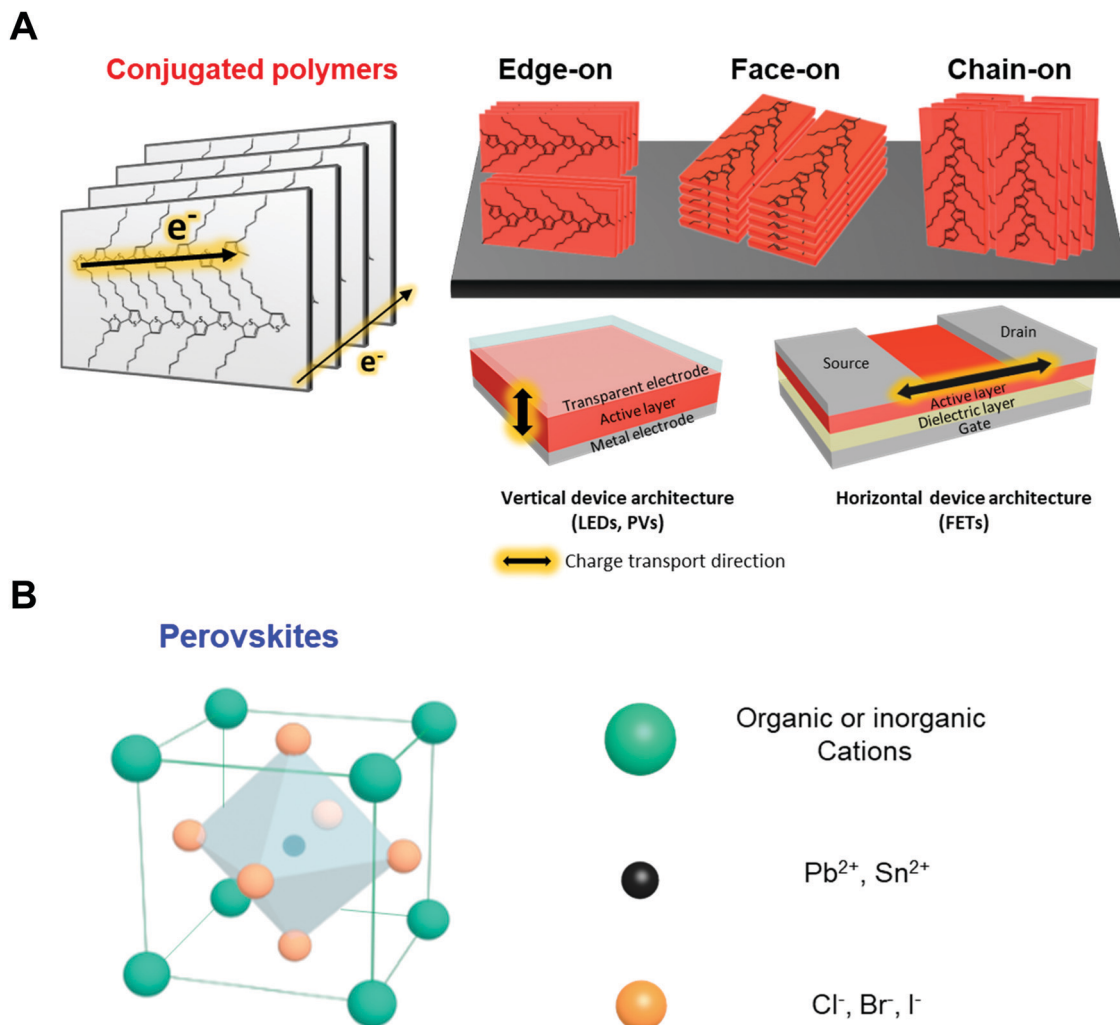 A
Conjugated polymers
Edge-on
Face-on
Chain-on
e⁻
e⁻
S
S
S
S
S
S
S
S
Transparent electrode
Active layer
Metal electrode
Source
Drain
Active layer
Dielectric layer
Gate
Vertical device architecture
(LEDs, PVs)
Horizontal device architecture
(FETs)
Charge transport direction
B
Perovskites
Organic or inorganic
Cations
Pb²⁺, Sn²⁺
Cl⁻, Br⁻, I⁻